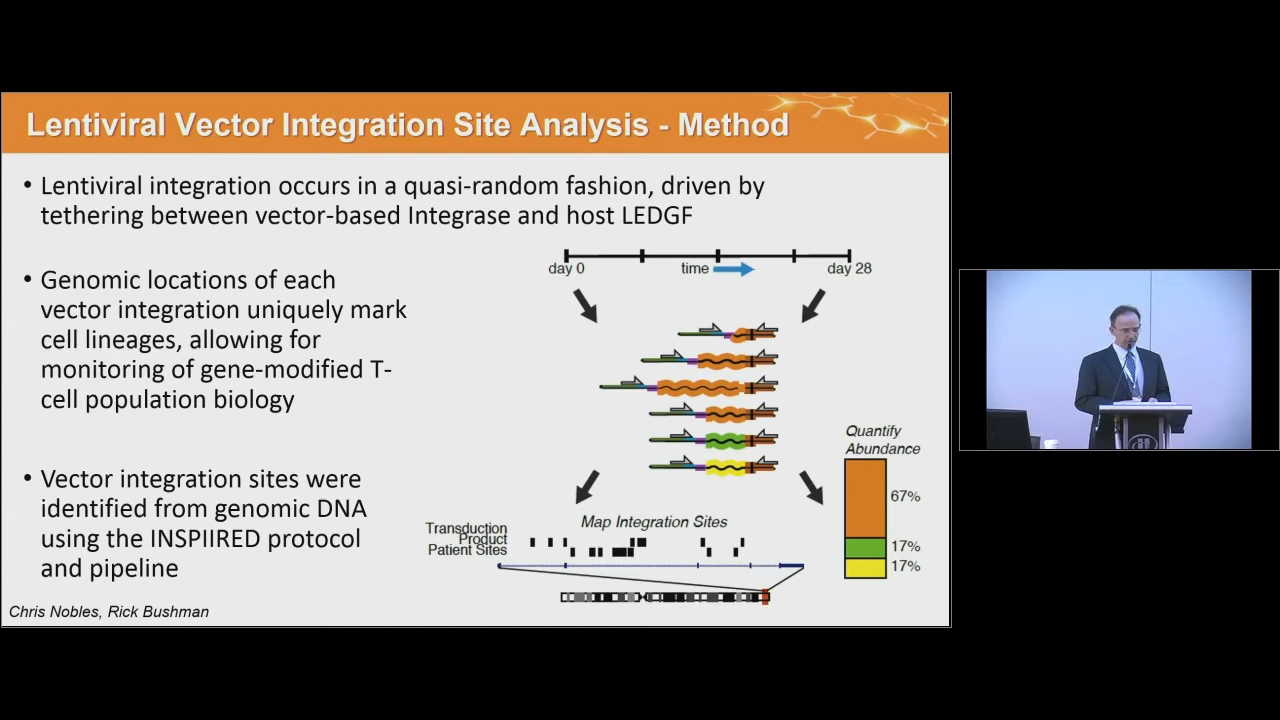 Lentiviral Vector Integration Site Analysis - Method
• Lentiviral integration occurs in a quasi-random fashion, driven by
tethering between vector-based Integrase and host LEDGF
• Genomic locations of each
vector integration uniquely mark
cell lineages, allowing for
monitoring of gene-modified T-
cell population biology
• Vector integration sites were
identified from genomic DNA
using the INSPIIRED protocol
and pipeline
Chris Nobles, Rick Bushman
day 0
time
day 28
Quantify
Abundance
67%
17%
17%
Map Integration Sites
Transduction
Product
Patient Sites